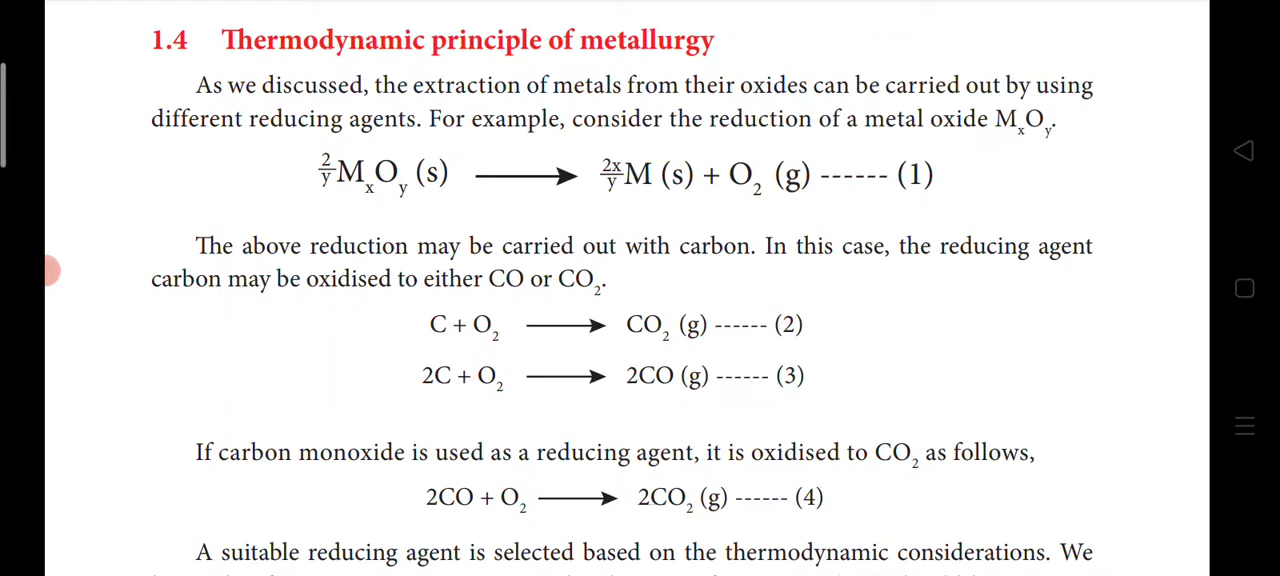 1.4 Thermodynamic principle of metallurgy
As we discussed, the extraction of metals from their oxides can be carried out by using
different reducing agents. For example, consider the reduction of a metal oxide MₓOᵧ.
2/y MₓOᵧ (s) ⟶ 2x/y M (s) + O₂ (g) ------ (1)
The above reduction may be carried out with carbon. In this case, the reducing agent
carbon may be oxidised to either CO or CO₂.
C + O₂ ⟶ CO₂ (g) ------ (2)
2C + O₂ ⟶ 2CO (g) ------ (3)
If carbon monoxide is used as a reducing agent, it is oxidised to CO₂ as follows,
2CO + O₂ ⟶ 2CO₂ (g) ------ (4)
A suitable reducing agent is selected based on the thermodynamic considerations. We